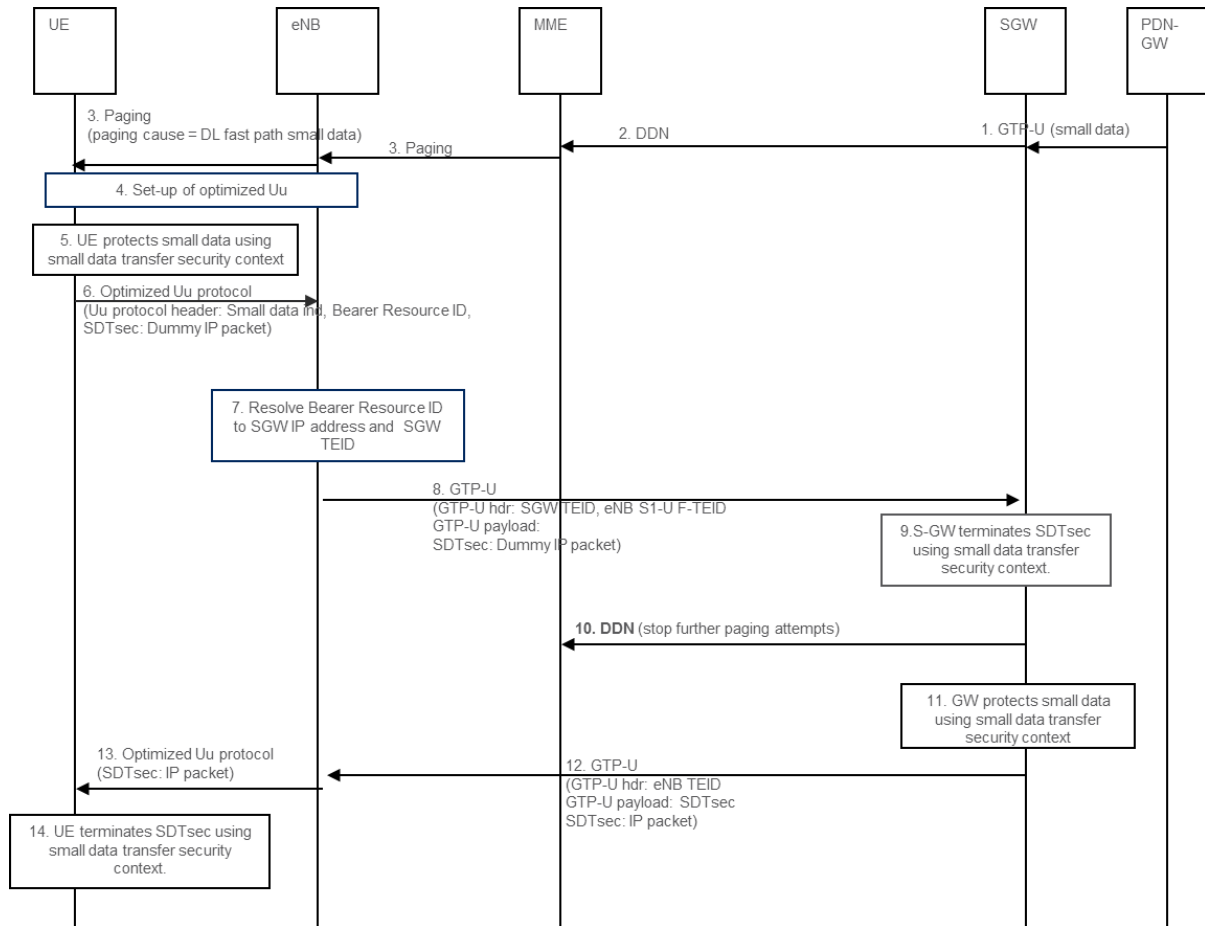 UE
eNB
MME
SGW
PDN-
GW
3. Paging
(paging cause = DL fast path small data)
3. Paging
2. DDN
1. GTP-U (small data)
4. Set-up of optimized Uu
5. UE protects small data using
small data transfer security context
6. Optimized Uu protocol
(Uu protocol header: Small data ind, Bearer Resource ID,
SDTsec: Dummy IP packet)
7. Resolve Bearer Resource ID
to SGW IP address and SGW
TEID
8. GTP-U
(GTP-U hdr: SGW TEID, eNB S1-U F-TEID
GTP-U payload:
SDTsec: Dummy IP packet)
9.S-GW terminates SDTsec
using small data transfer
security context.
10. DDN (stop further paging attempts)
11. GW protects small data
using small data transfer
security context
12. GTP-U
(GTP-U hdr: eNB TEID
GTP-U payload: SDTsec
SDTsec: IP packet)
13. Optimized Uu protocol
(SDTsec: IP packet)
14. UE terminates SDTsec using
small data transfer security
context.